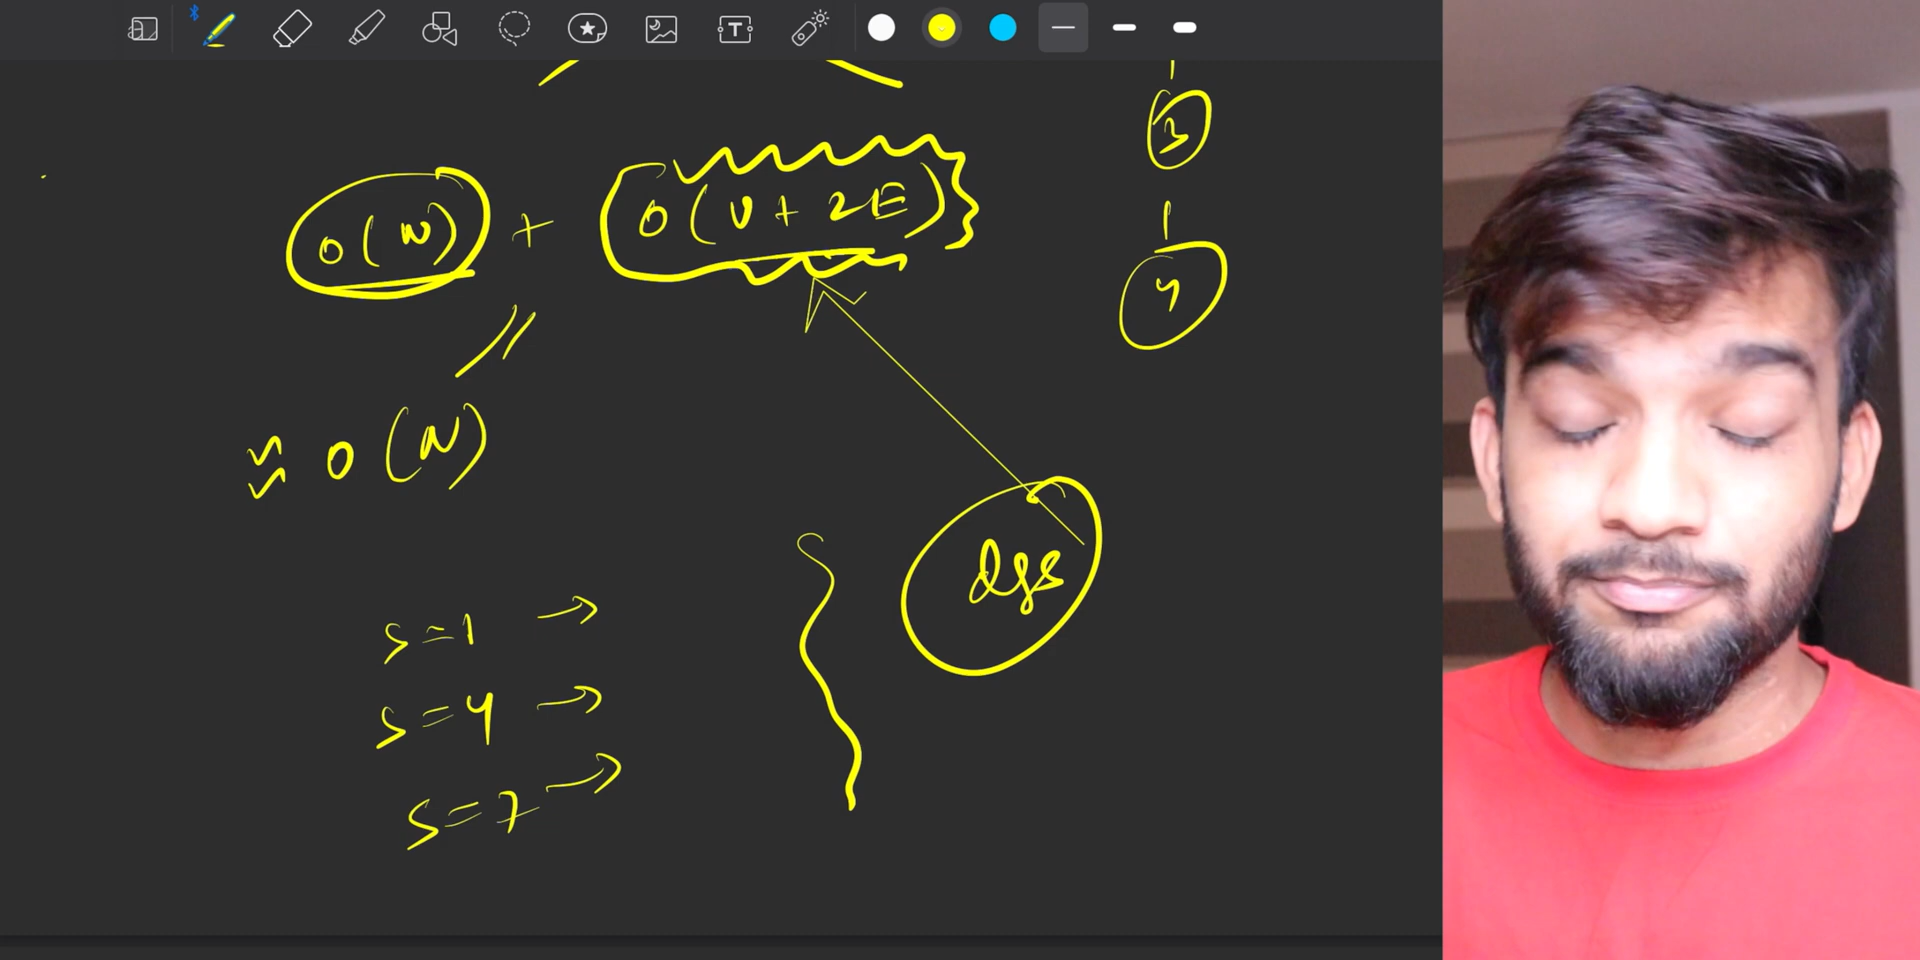 3
O(N) + O(V+2E)
4
≈ O(N)
dfs
S=1 →
S=4 →
S=7 →